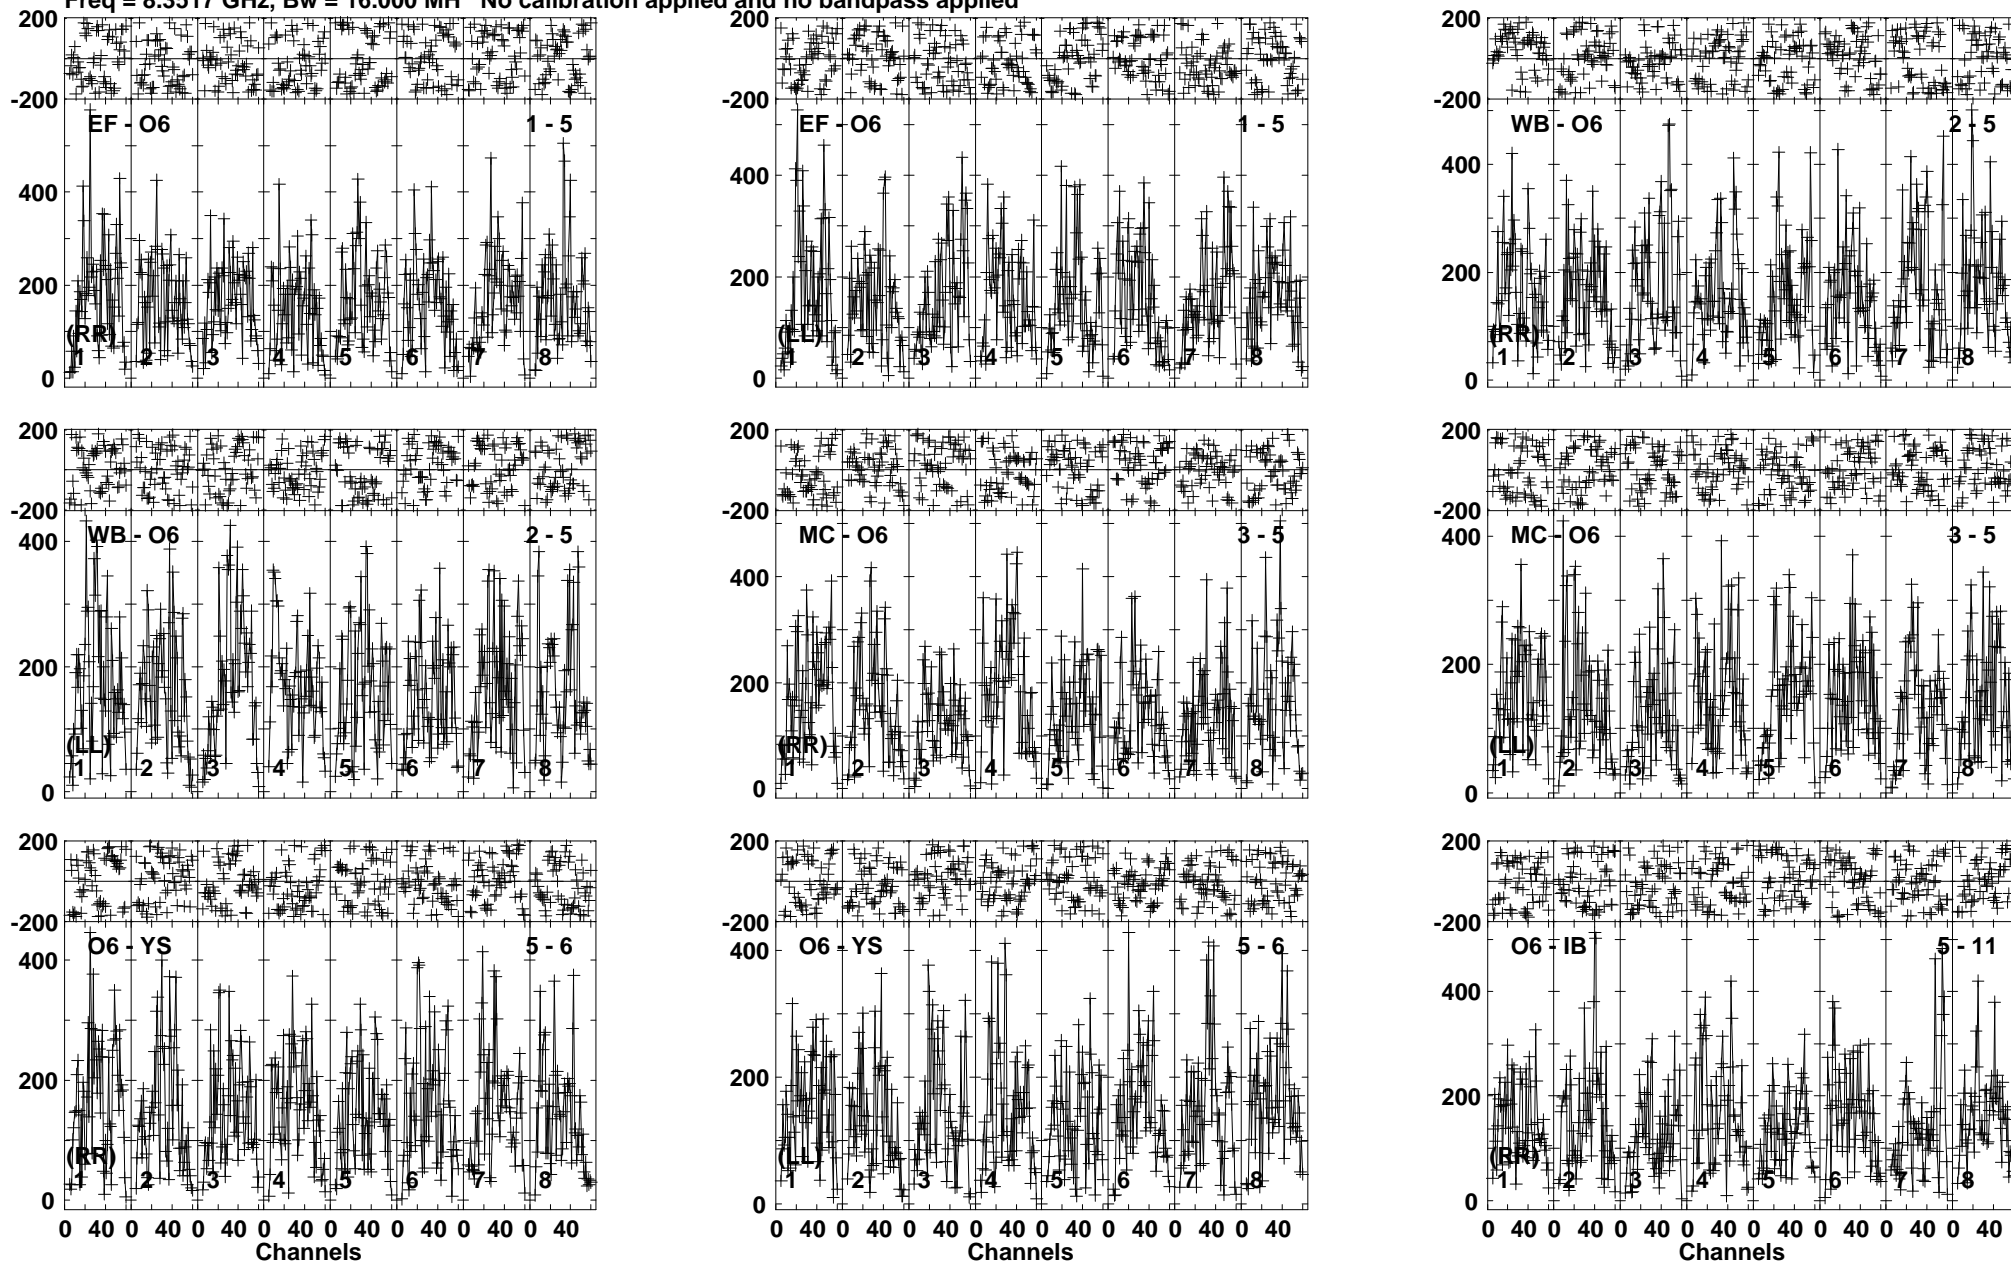 Freq = 8.3517 GHz, Bw = 16.000 MH No calibration applied and no bandpass applied
200 200 200
-200 -200 -200
EF - O6 1 - 5 EF - O6 1 - 5 WB - O6 2 - 5
400 400 400
200 200 200
(RR) (LL) (RR)
1 2 3 4 5 6 7 8 1 2 3 4 5 6 7 8 1 2 3 4 5 6 7 8
0 0 0
200 200 200
-200 -200 -200
WB - O6 2 - 5 MC - O6 3 - 5 MC - O6 3 - 5
400 400 400
200 200 200
(LL) (RR) (LL)
1 2 3 4 5 6 7 8 1 2 3 4 5 6 7 8 1 2 3 4 5 6 7 8
0 0 0
200 200 200
-200 -200 -200
O6 - YS 5 - 6 O6 - YS 5 - 6 O6 - IB 5 - 11
400 400 400
200 200 200
(RR) (LL) (RR)
1 2 3 4 5 6 7 8 1 2 3 4 5 6 7 8 1 2 3 4 5 6 7 8
0 0 0
0 40 0 40 0 40 0 40 0 40 0 40 0 40 0 40 0 40 0 40 0 40 0 40 0 40 0 40 0 40 0 40 0 40 0 40 0 40 0 40 0 40 0 40 0 40 0 40
Channels Channels Channels